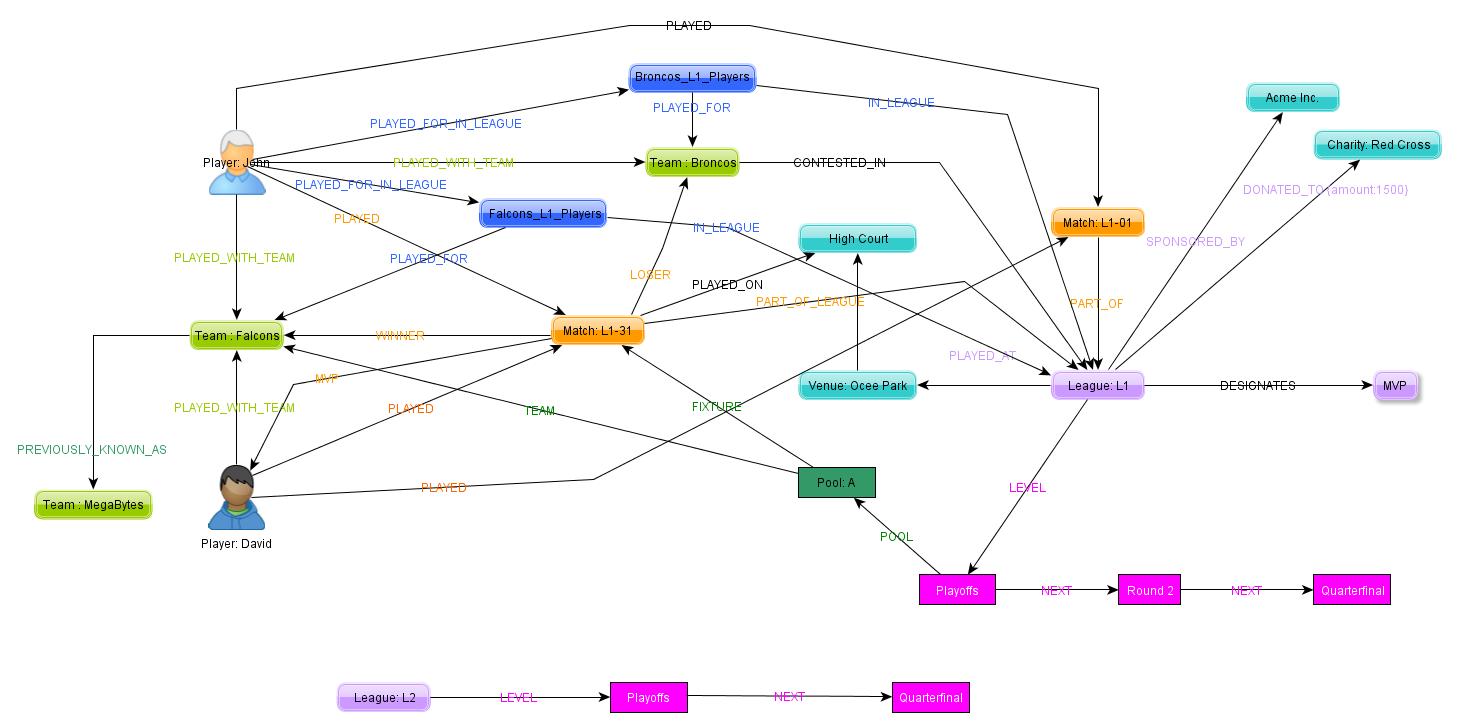 PLAYED
Broncos_L1_Players
Acme Inc.
IN_LEAGUE
PLAYED_FOR
PLAYED_FOR_IN_LEAGUE
Charity: Red Cross
Player: John
PLAYED_WITH_TEAM
Team : Broncos
CONTESTED_IN
PLAYED_FOR_IN_LEAGUE
DONATED_TO {amount:1500}
Falcons_L1_Players
PLAYED
IN_LEAGUE
Match: L1-01
High Court
SPONSORED_BY
PLAYED_WITH_TEAM
PLAYED_FOR
LOSER
PLAYED_ON
PART_OF_LEAGUE
PART_OF
Team : Falcons
WINNER
Match: L1-31
PLAYED_AT
MVP
Venue: Ocee Park
League: L1
DESIGNATES
MVP
PLAYED_WITH_TEAM
PLAYED
TEAM
FIXTURE
PREVIOUSLY_KNOWN_AS
Pool: A
PLAYED
LEVEL
Team : MegaBytes
Player: David
POOL
Playoffs
NEXT
Round 2
NEXT
Quarterfinal
League: L2
LEVEL
Playoffs
NEXT
Quarterfinal